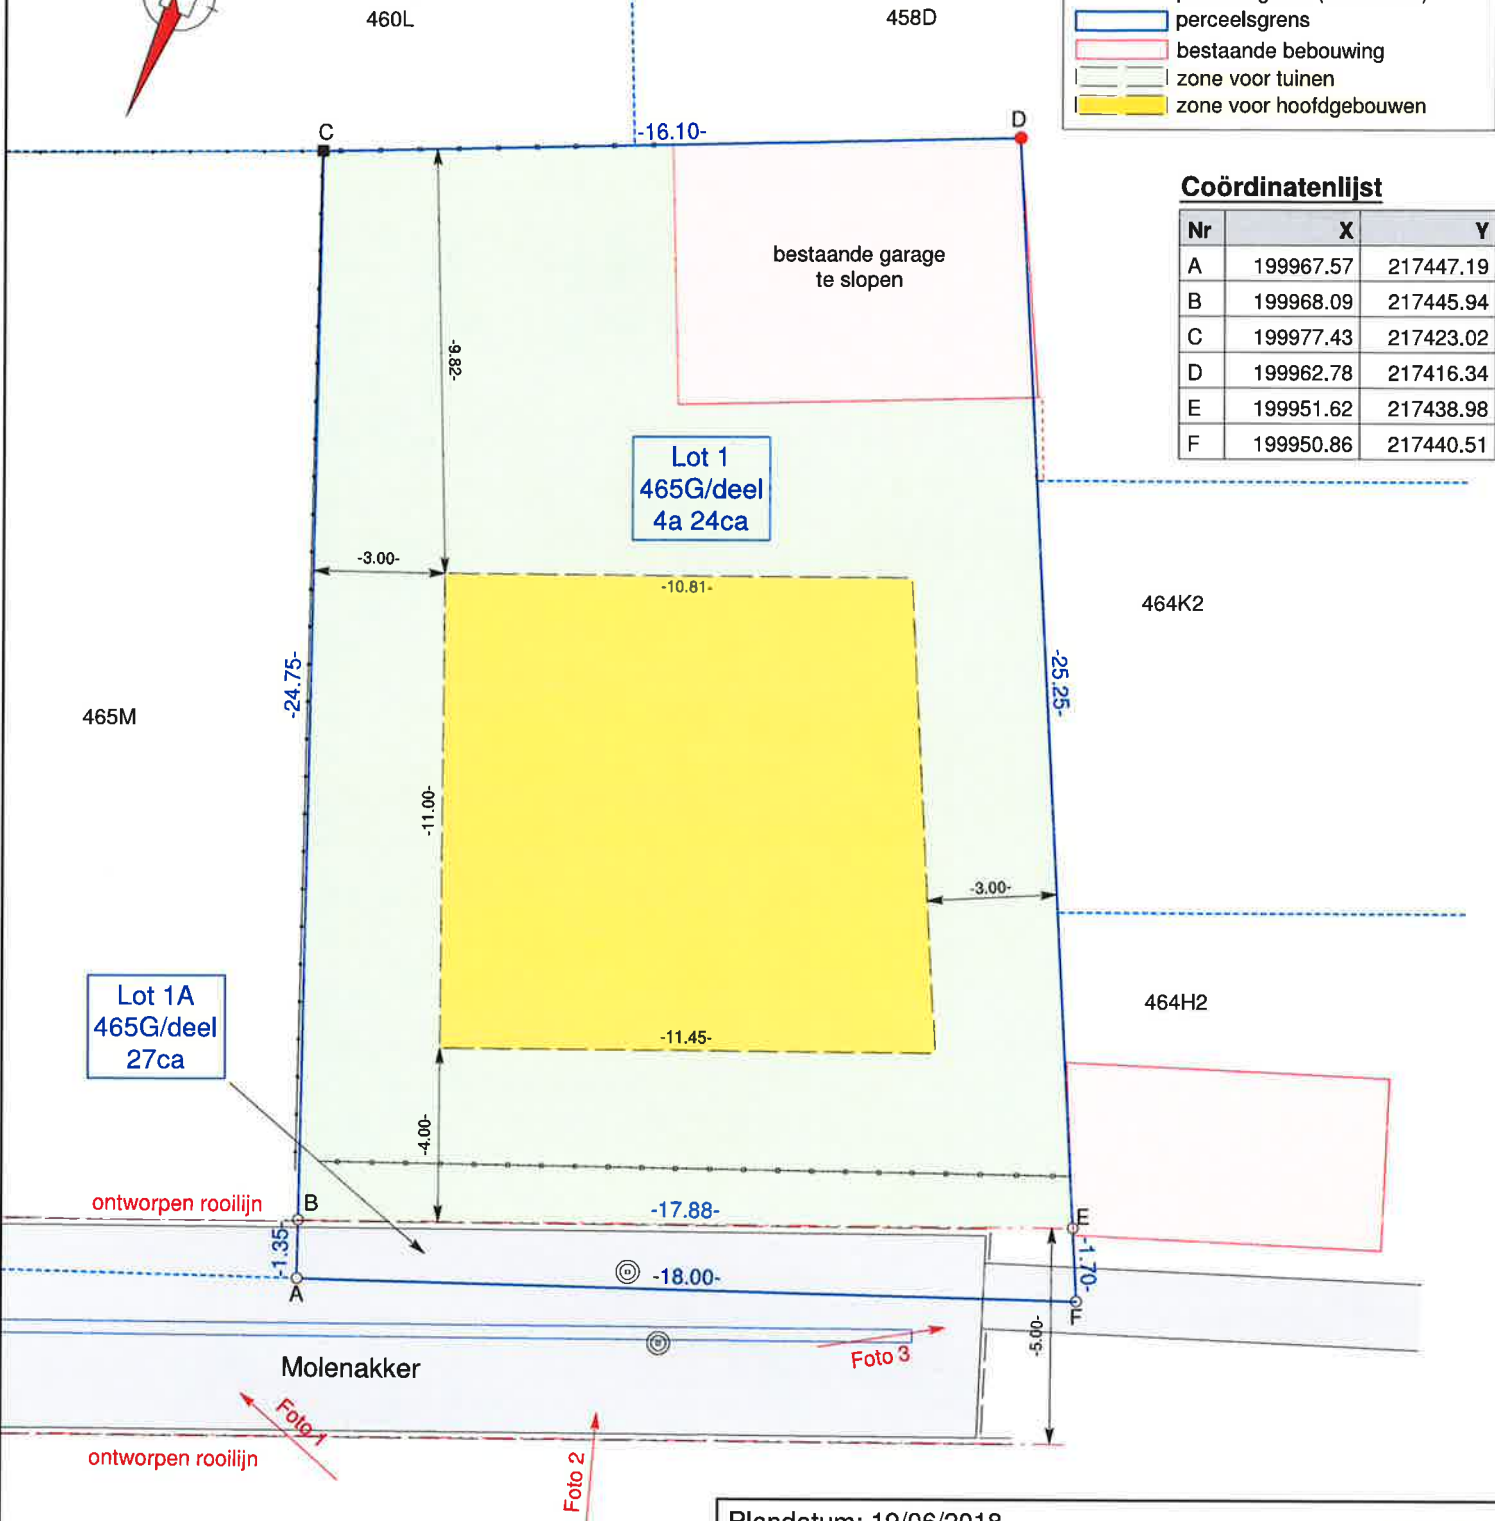 460L
458D
perceelsgrens
bestaande bebouwing
zone voor tuinen
zone voor hoofdgebouwen
C
-16.10-
D
Coördinatenlijst
Nr X Y
A 199967.57 217447.19
B 199968.09 217445.94
C 199977.43 217423.02
D 199962.78 217416.34
E 199951.62 217438.98
F 199950.86 217440.51
bestaande garage
te slopen
-9.82-
Lot 1
465G/deel
4a 24ca
-3.00-
-10.81-
464K2
-24.75-
-25.25-
465M
-11.00-
-3.00-
Lot 1A
465G/deel
27ca
464H2
-11.45-
-4.00-
ontworpen rooilijn
B
-17.88-
E
-1.35-
-18.00-
-1.70-
A
F
-5.00-
Molenakker
Foto 3
Foto 1
Foto 2
ontworpen rooilijn
Plandatum: 19/06/2018